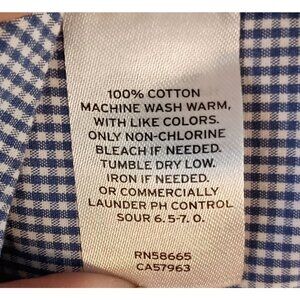 100% COTTON
MACHINE WASH WARM,
WITH LIKE COLORS.
ONLY NON-CHLORINE
BLEACH IF NEEDED.
TUMBLE DRY LOW.
IRON IF NEEDED.
OR COMMERCIALLY
LAUNDER PH CONTROL
SOUR 6.5-7.0.
RN58665
CA57963